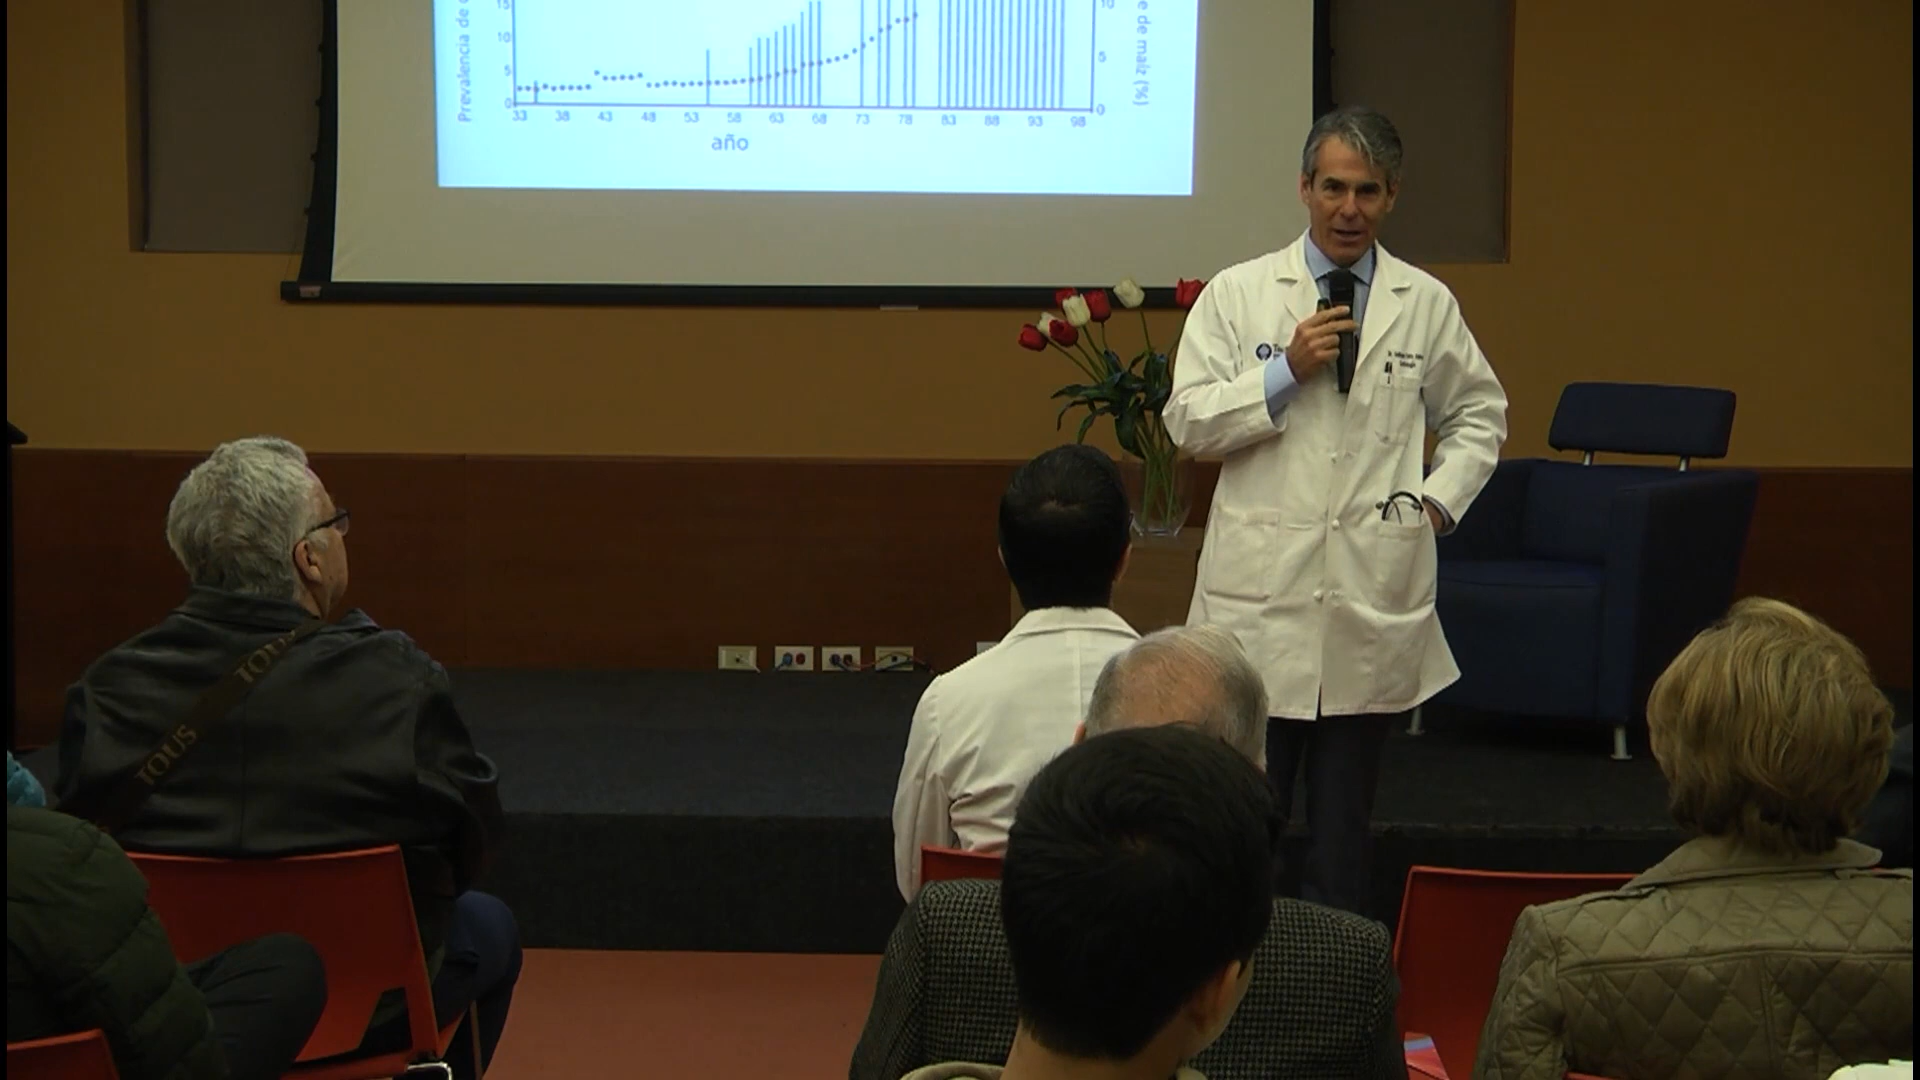 Prevalencia de
e de maíz (%)
15
10
5
0
10
5
0
33 38 43 48 53 58 63 68 73 78 83 88 93 98
año
TOUS
TOUS